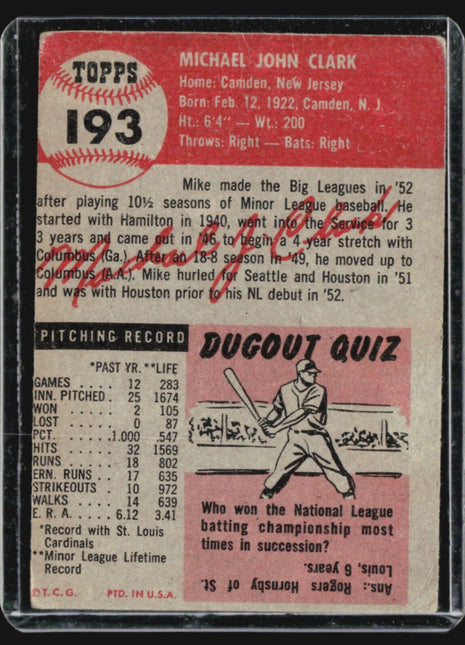 TOPPS
193
MICHAEL JOHN CLARK
Home: Camden, New Jersey
Born: Feb. 12, 1922, Camden, N. J.
Ht.: 6'4" — Wt.: 200
Throws: Right — Bats: Right
Mike made the Big Leagues in '52
after playing 10½ seasons of Minor League baseball. He
started with Hamilton in 1940, went into the Service for 3
3 years and came out in '46 to begin a 4 year stretch with
Columbus (Ga.). After an 18-8 season in '49, he moved up to
Columbus (A.A.). Mike hurled for Seattle and Houston in '51
and was with Houston prior to his NL debut in '52.
PITCHING RECORD
*PAST YR. **LIFE
GAMES . . . . 12 283
INN. PITCHED . 25 1674
WON . . . . 2 105
LOST . . . . 0 87
PCT. . . . . 1.000 .547
HITS . . . . 32 1569
RUNS . . . . 18 802
ERN. RUNS . . 17 635
STRIKEOUTS . . 10 972
WALKS . . . . 14 639
E. R. A. . . . 6.12 3.41
*Record with St. Louis
Cardinals
**Minor League Lifetime
Record
©T.C.G. PTD. IN U.S.A.
DUGOUT QUIZ
Who won the National League
batting championship most
times in succession?
Ans.: Rogers Hornsby of St.
Louis, 6 years.